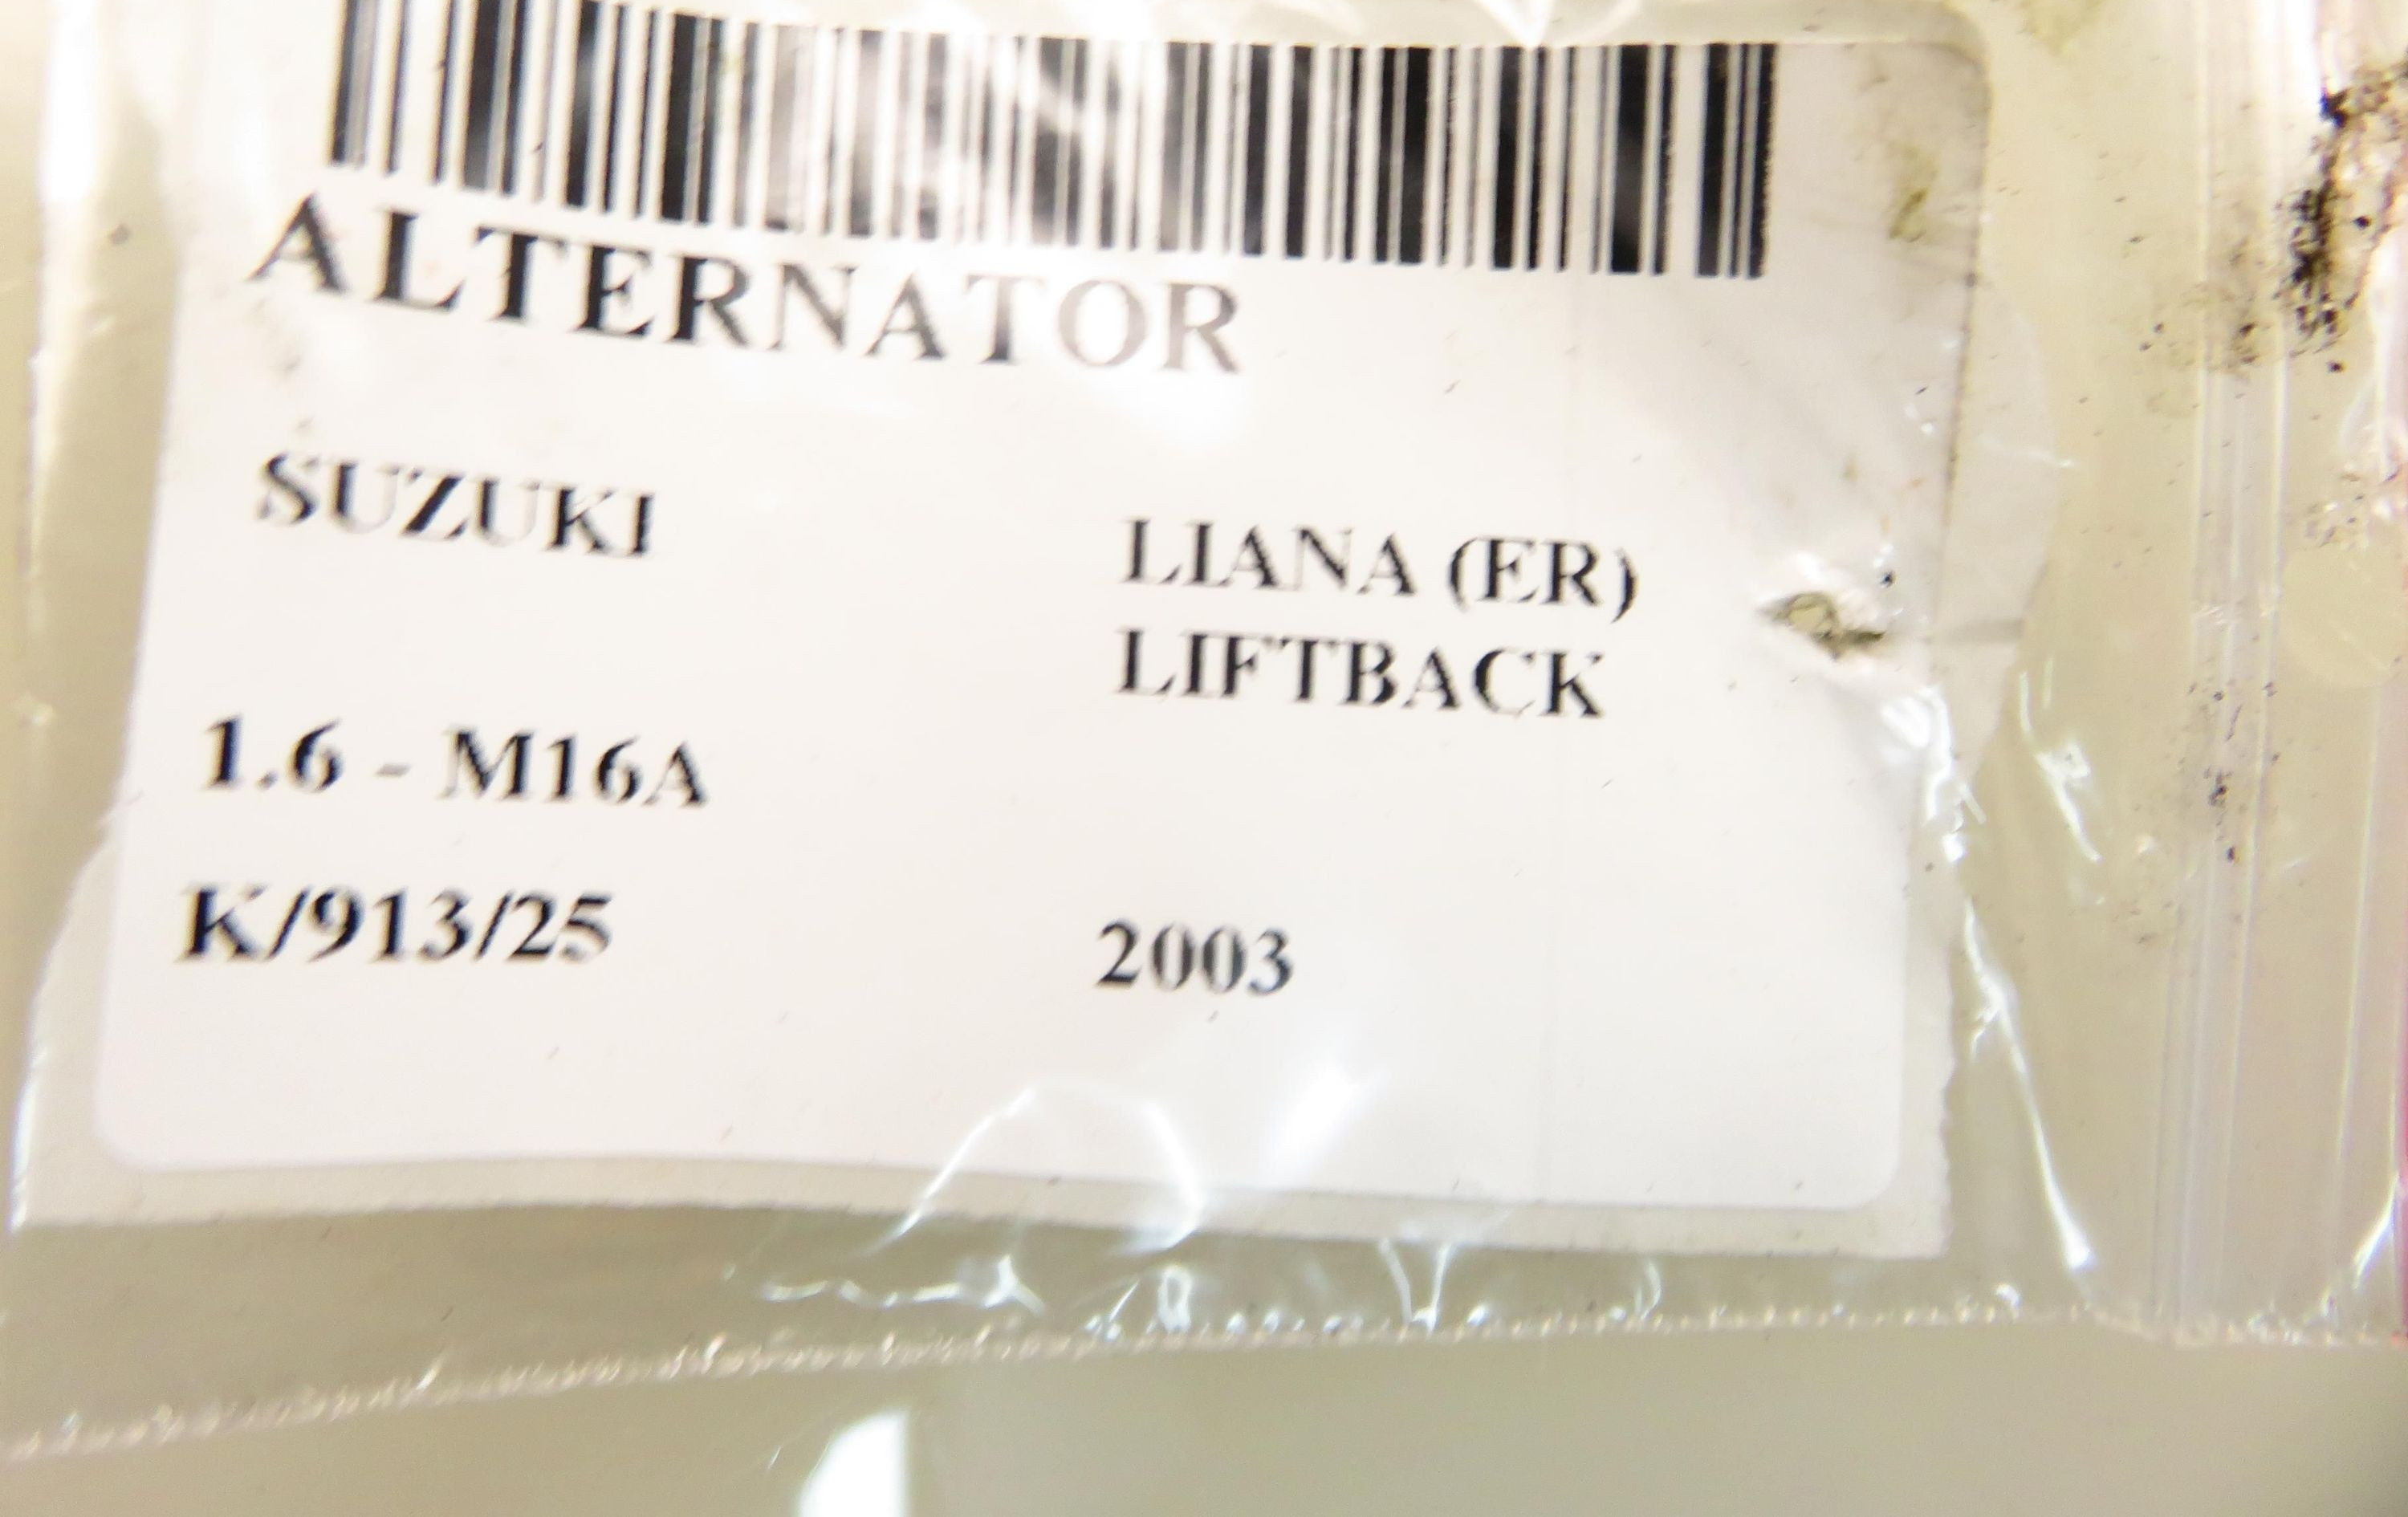 ALTERNATOR
SUZUKI
LIANA (ER)
LIFTBACK
1.6 - M16A
K/913/25
2003